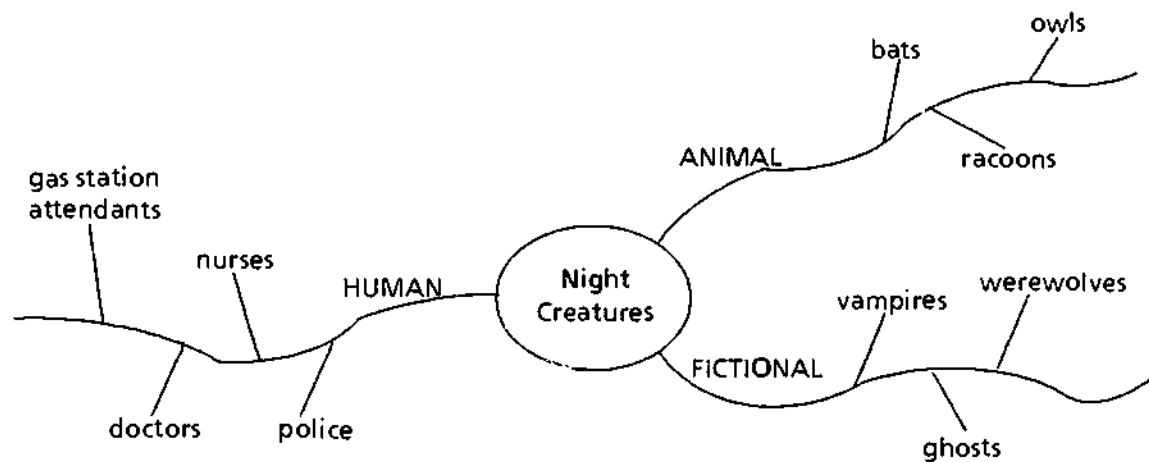 owls
bats
ANIMAL
racoons
gas station
attendants
nurses
HUMAN
Night
Creatures
vampires
werewolves
FICTIONAL
doctors
police
ghosts